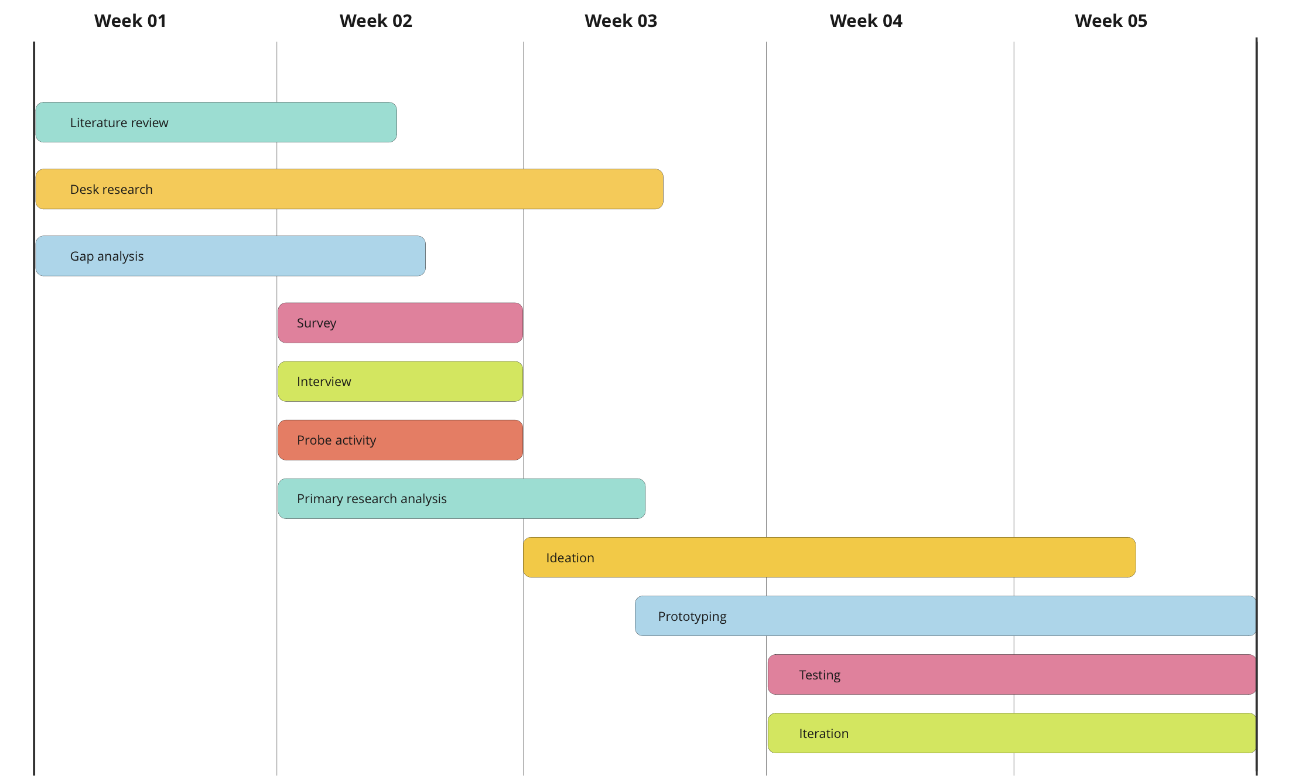 Week 01 Week 02 Week 03 Week 04 Week 05
Literature review
Desk research
Gap analysis
Survey
Interview
Probe activity
Primary research analysis
Ideation
Prototyping
Testing
Iteration